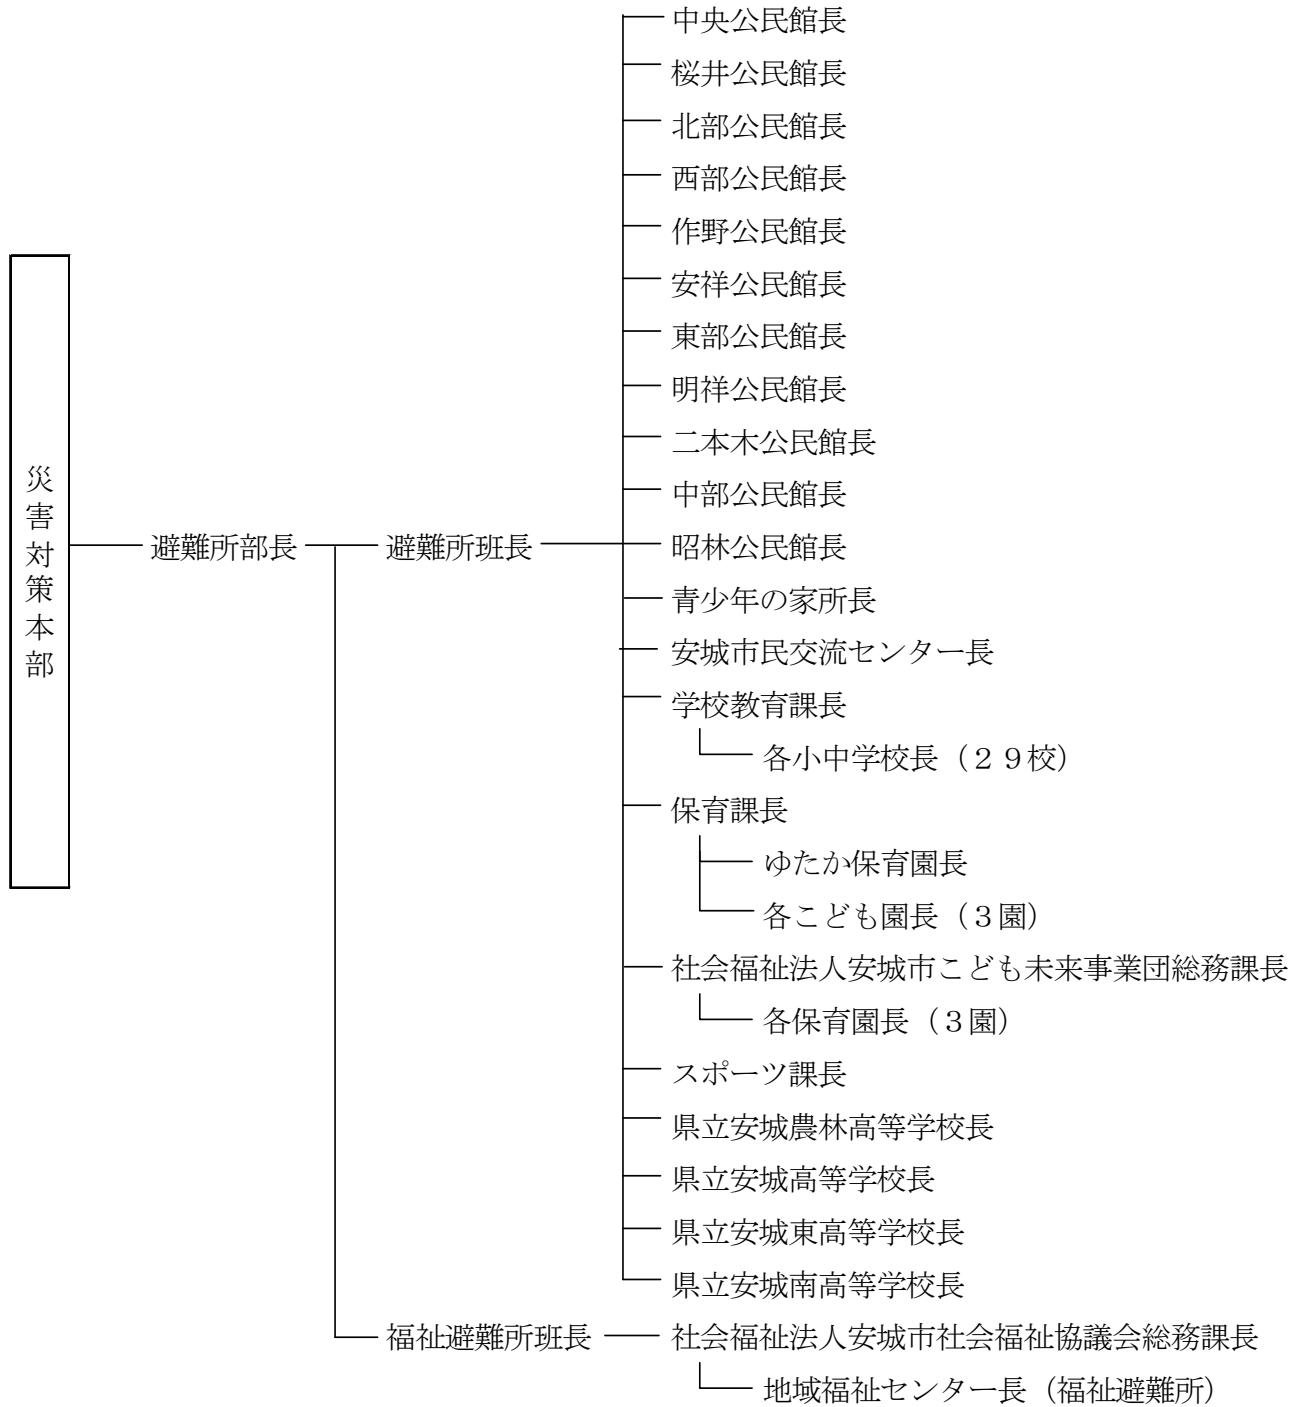 中央公民館長
桜井公民館長
北部公民館長
西部公民館長
作野公民館長
安祥公民館長
東部公民館長
明祥公民館長
二本木公民館長
中部公民館長
災害対策本部
避難所部長
避難所班長
昭林公民館長
青少年の家所長
安城市民交流センター長
学校教育課長
各小中学校長（２９校）
保育課長
ゆたか保育園長
各こども園長（３園）
社会福祉法人安城市こども未来事業団総務課長
各保育園長（３園）
スポーツ課長
県立安城農林高等学校長
県立安城高等学校長
県立安城東高等学校長
県立安城南高等学校長
福祉避難所班長
社会福祉法人安城市社会福祉協議会総務課長
地域福祉センター長（福祉避難所）